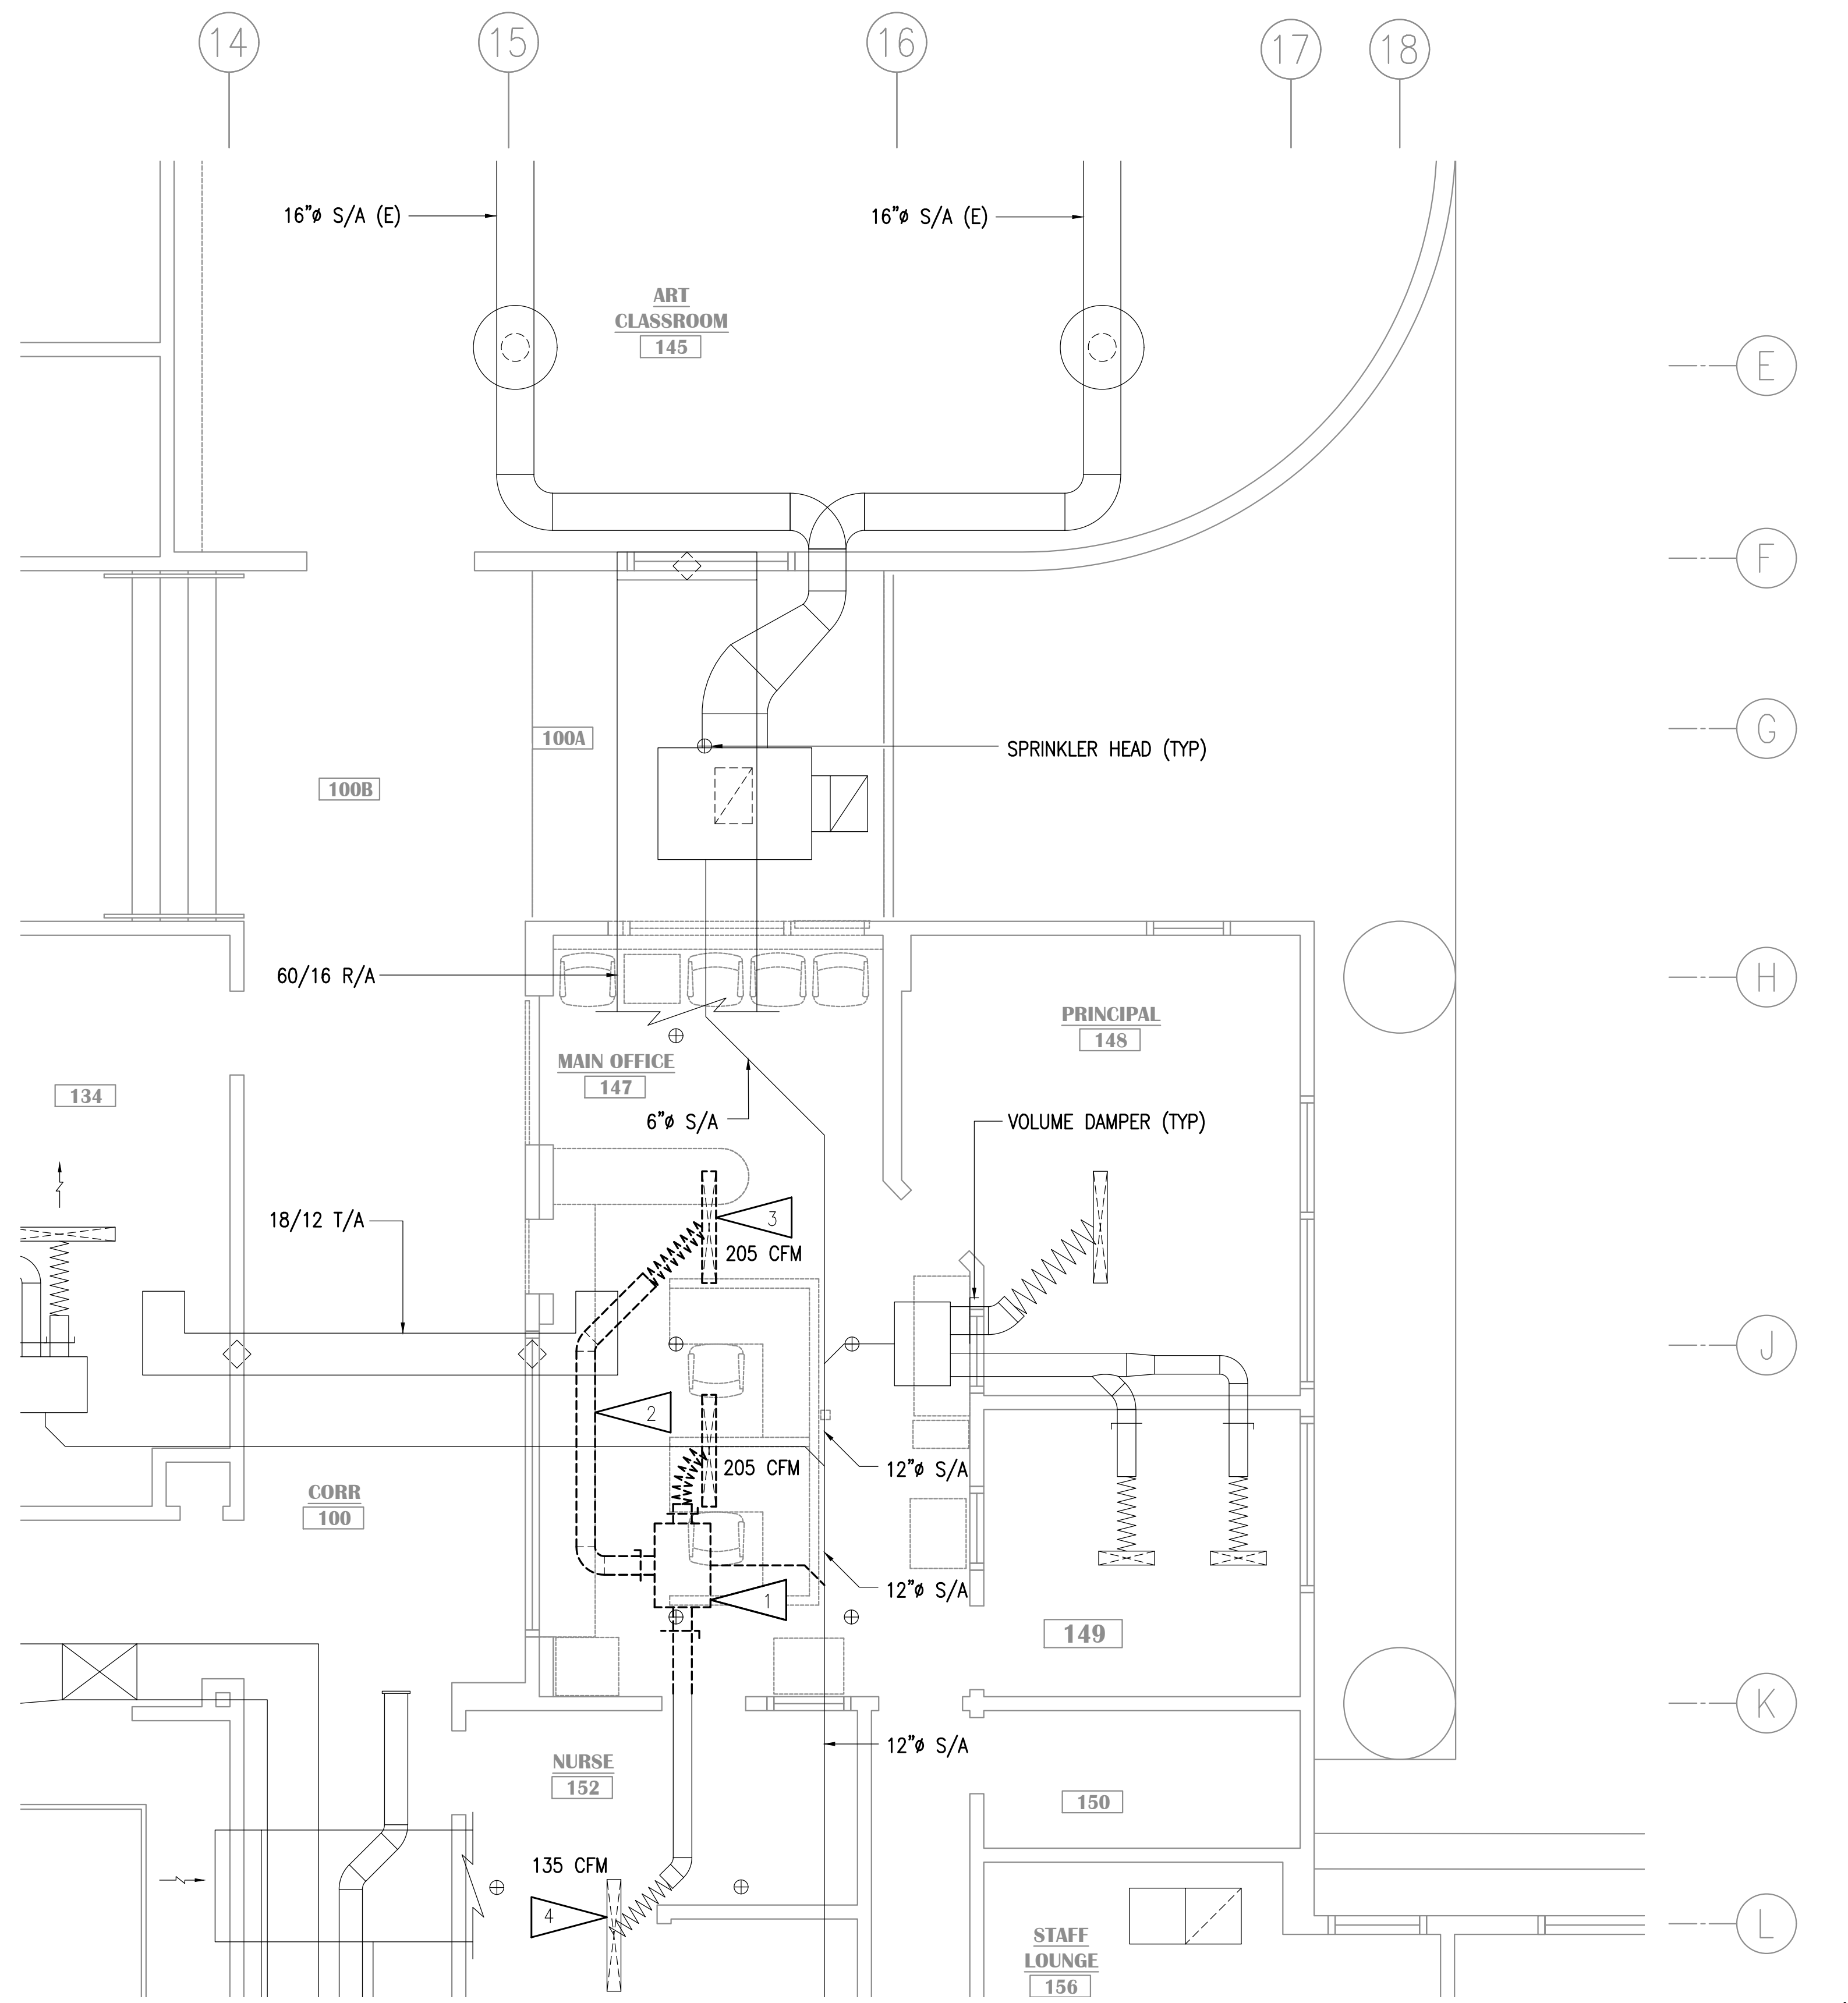 14
15
16
17
18
16"ø S/A (E)
16"ø S/A (E)
ART
CLASSROOM
145
E
F
100A
G
SPRINKLER HEAD (TYP)
100B
60/16 R/A
H
PRINCIPAL
148
MAIN OFFICE
147
134
6"ø S/A
VOLUME DAMPER (TYP)
18/12 T/A
3
205 CFM
J
2
205 CFM
12"ø S/A
CORR
100
12"ø S/A
1
149
K
12"ø S/A
NURSE
152
150
135 CFM
4
L
STAFF
LOUNGE
156